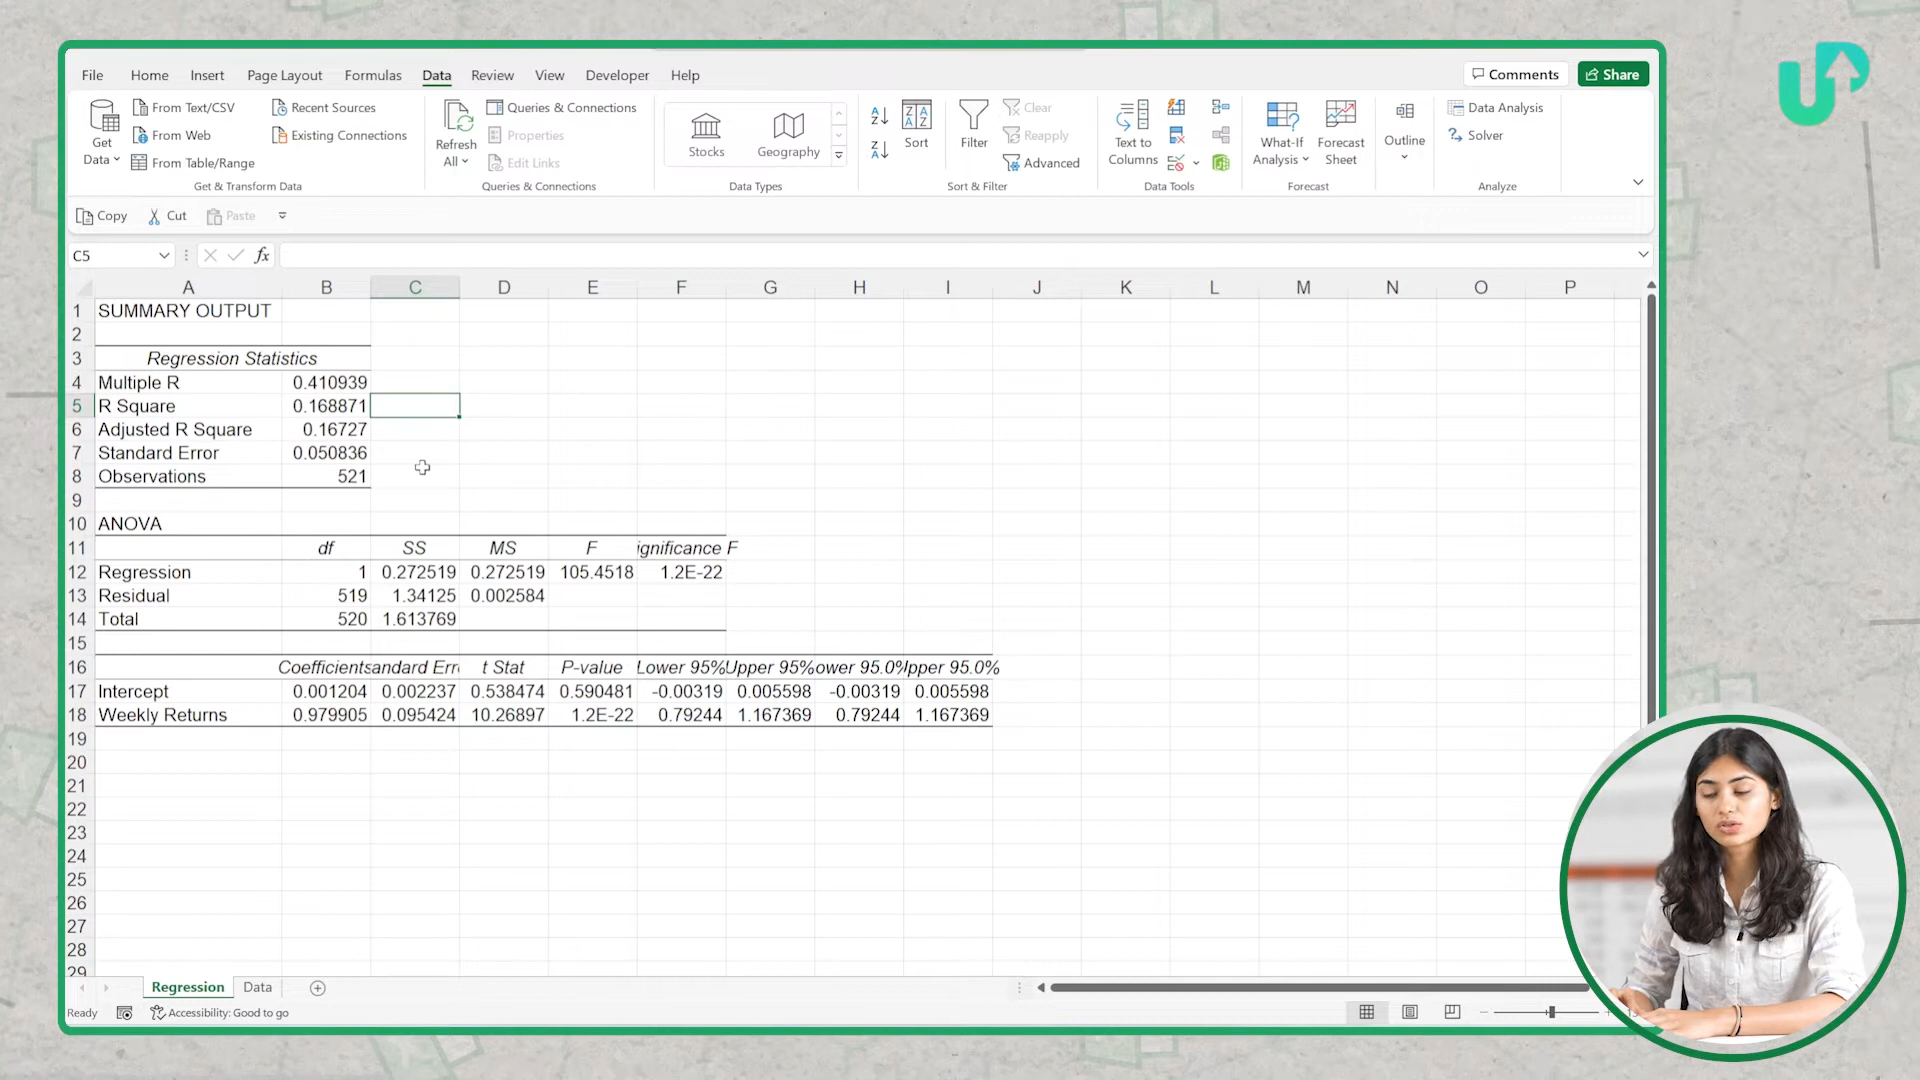 File Home Insert Page Layout Formulas Data Review View Developer Help Comments Share
Get Data
From Text/CSV
From Web
From Table/Range
Recent Sources
Existing Connections
Get & Transform Data
Refresh All
Queries & Connections
Properties
Edit Links
Queries & Connections
Stocks
Geography
Data Types
Sort
Filter
Clear
Reapply
Advanced
Sort & Filter
Text to Columns
Data Tools
What-If Analysis
Forecast Sheet
Forecast
Outline
Data Analysis
Solver
Analyze
Copy Cut Paste
C5 fx
A B C D E F G H I J K L M N O P
1 SUMMARY OUTPUT
2
3 Regression Statistics
4 Multiple R 0.410939
5 R Square 0.168871
6 Adjusted R Square 0.16727
7 Standard Error 0.050836
8 Observations 521
9
10 ANOVA
11 df SS MS F ignificance F
12 Regression 1 0.272519 0.272519 105.4518 1.2E-22
13 Residual 519 1.34125 0.002584
14 Total 520 1.613769
15
16 Coefficients andard Err t Stat P-value Lower 95% Upper 95% ower 95.0% pper 95.0%
17 Intercept 0.001204 0.002237 0.538474 0.590481 -0.00319 0.005598 -0.00319 0.005598
18 Weekly Returns 0.979905 0.095424 10.26897 1.2E-22 0.79244 1.167369 0.79244 1.167369
19
20
21
22
23
24
25
26
27
28
29
Regression Data
Ready Accessibility: Good to go